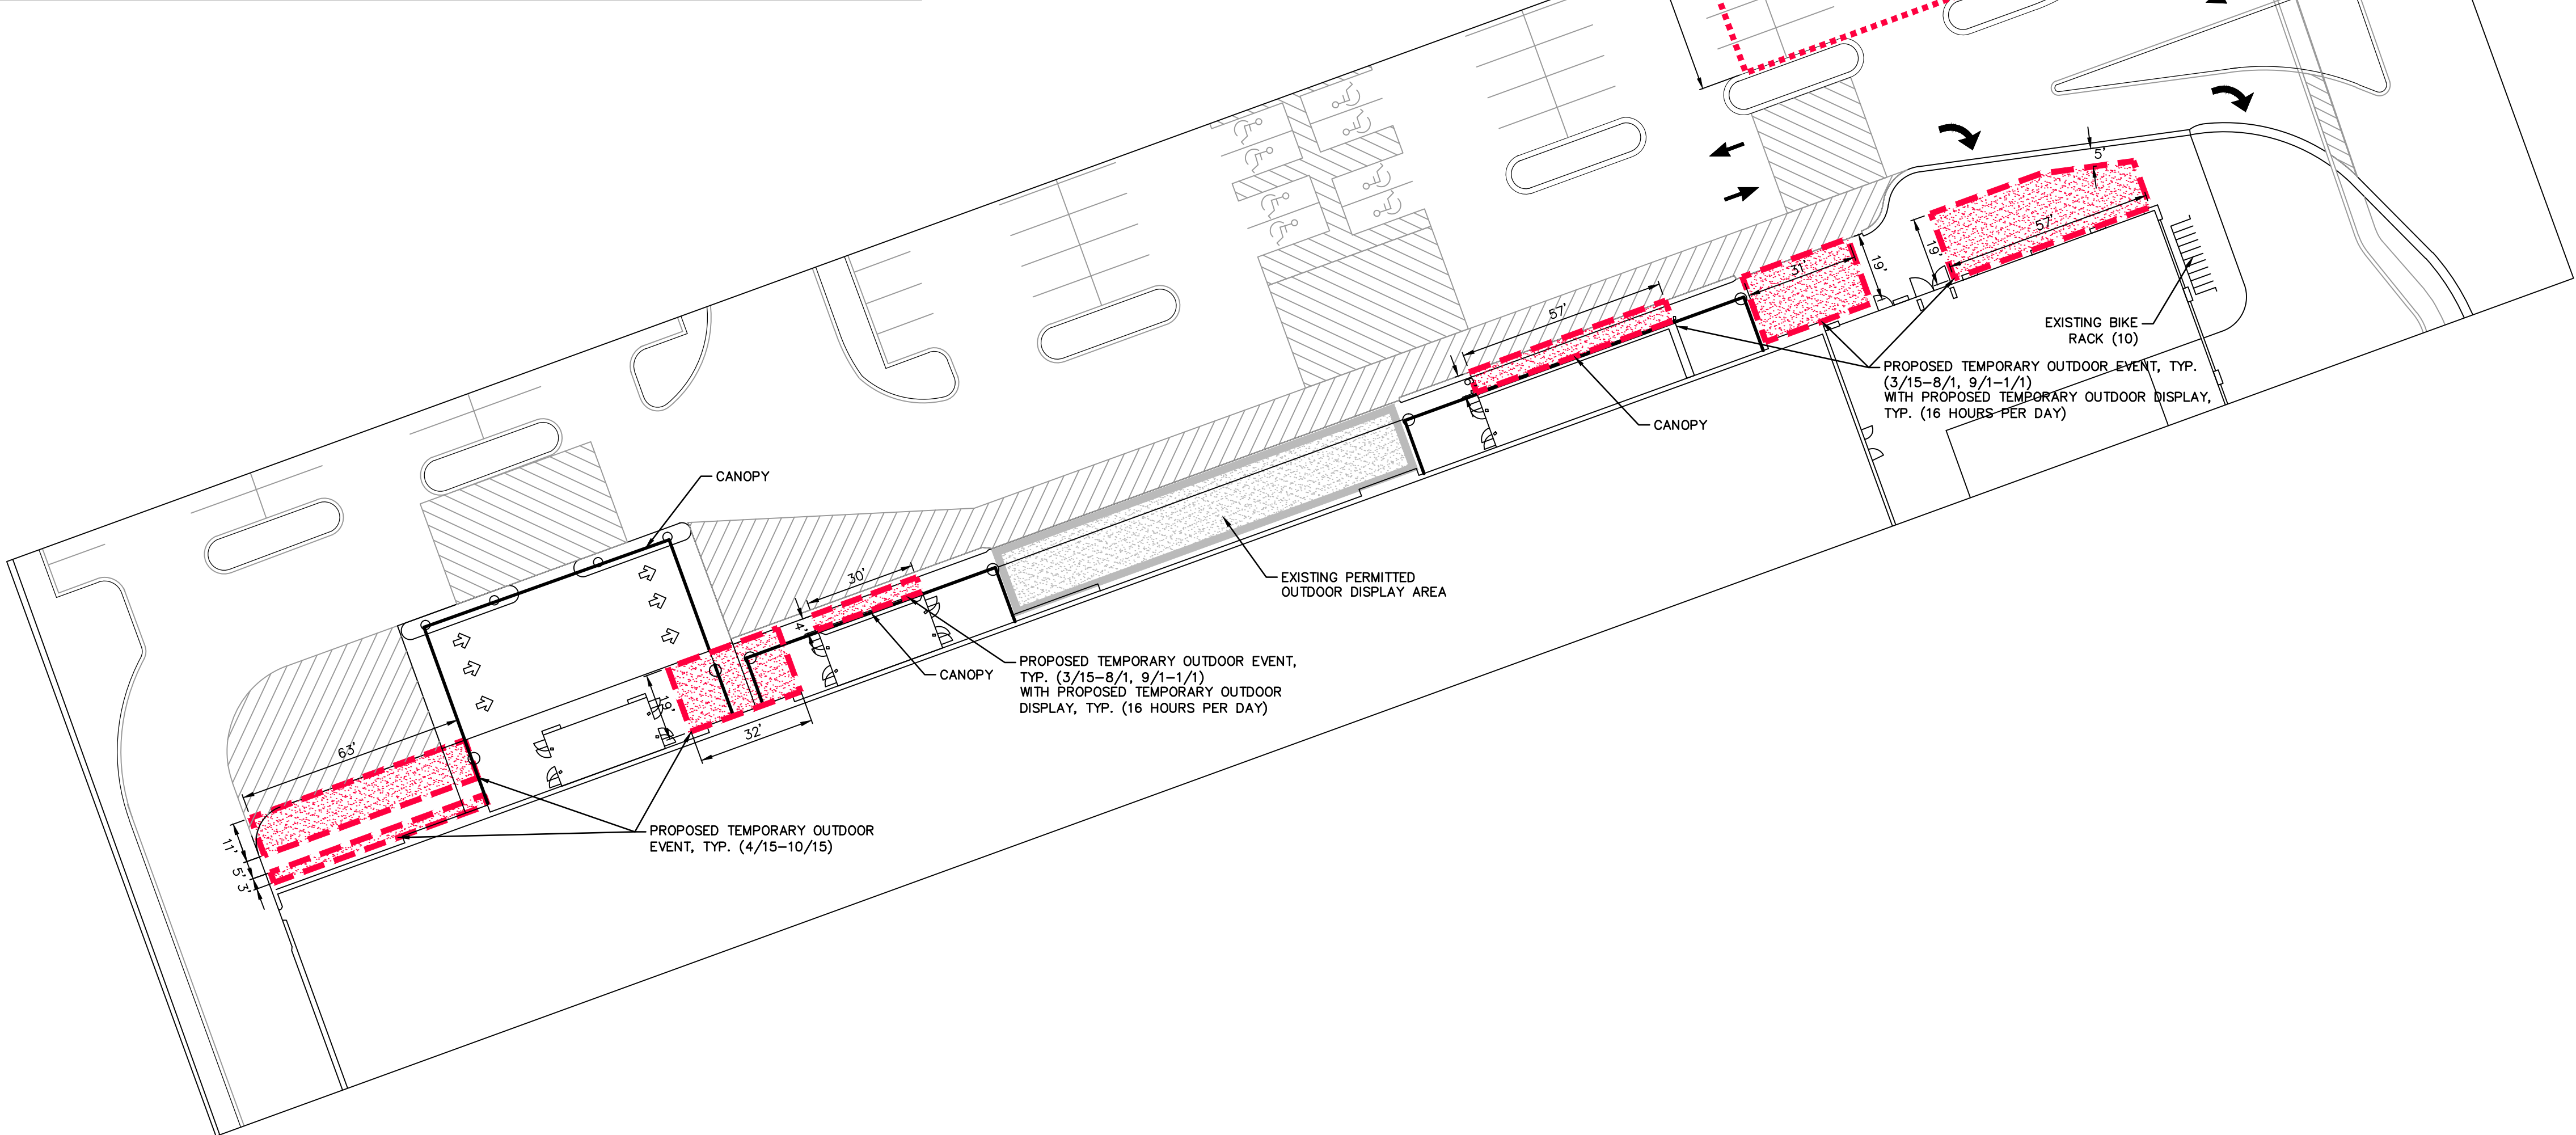 5'
57'
19'
31'
19'
57'
6'
EXISTING BIKE
RACK (10)
PROPOSED TEMPORARY OUTDOOR EVENT, TYP.
(3/15–8/1, 9/1–1/1)
WITH PROPOSED TEMPORARY OUTDOOR DISPLAY,
TYP. (16 HOURS PER DAY)
CANOPY
CANOPY
EXISTING PERMITTED
OUTDOOR DISPLAY AREA
30'
4'
PROPOSED TEMPORARY OUTDOOR EVENT,
TYP. (3/15–8/1, 9/1–1/1)
WITH PROPOSED TEMPORARY OUTDOOR
DISPLAY, TYP. (16 HOURS PER DAY)
CANOPY
19'
32'
63'
PROPOSED TEMPORARY OUTDOOR
EVENT, TYP. (4/15–10/15)
11'
5'
3'